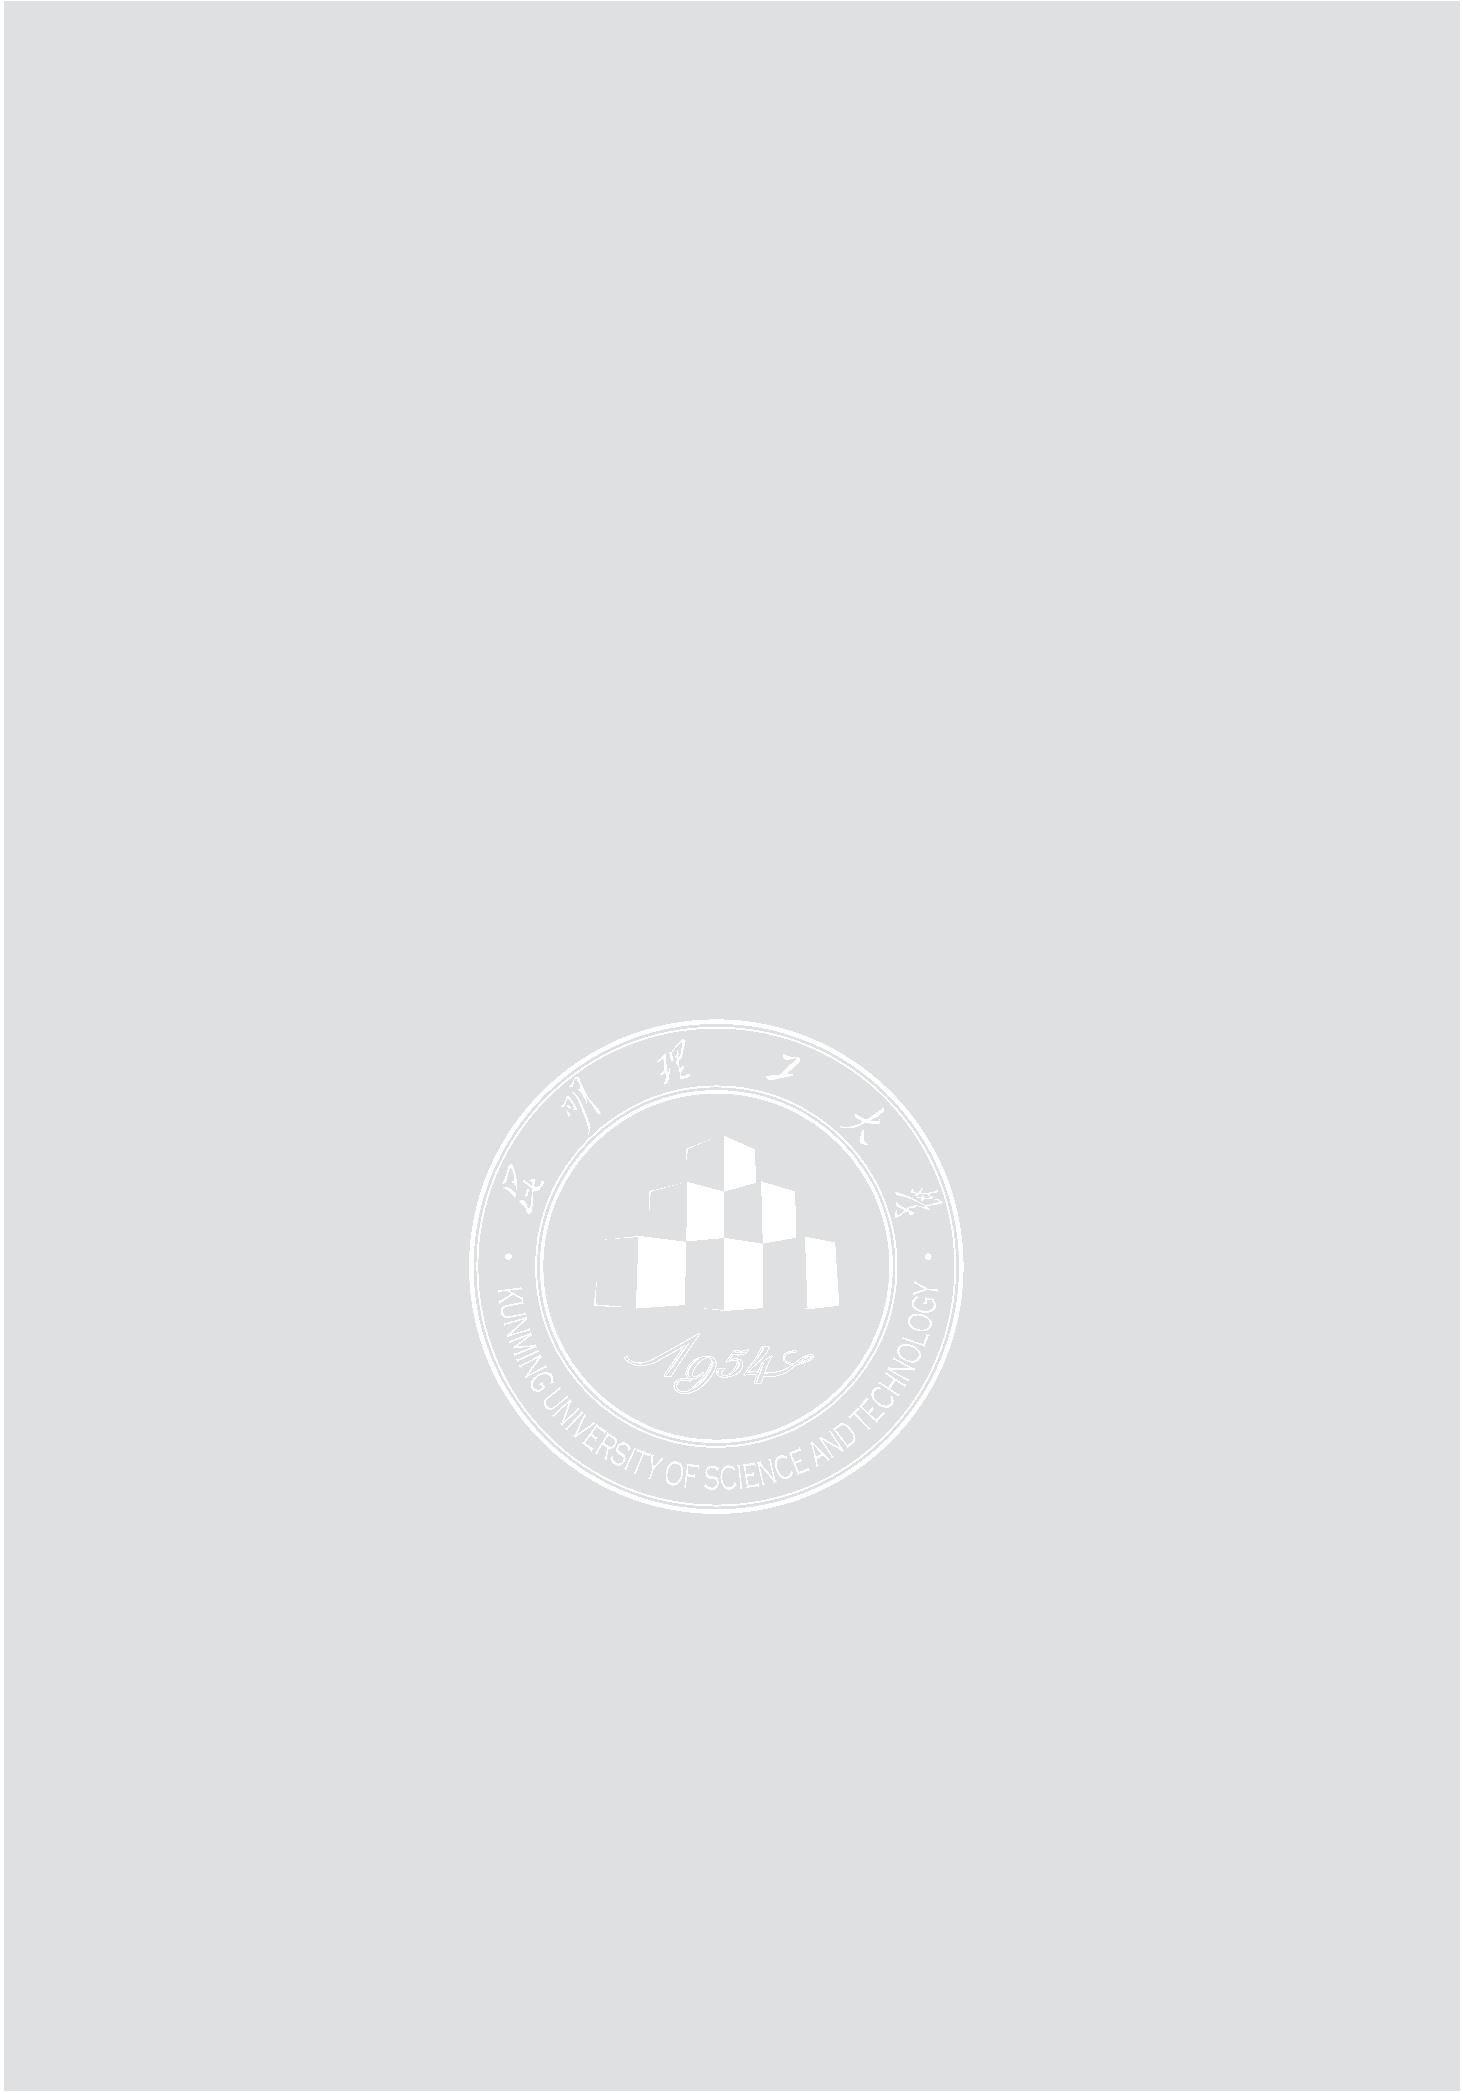 昆明理工大学
1954
· KUNMING UNIVERSITY OF SCIENCE AND TECHNOLOGY ·